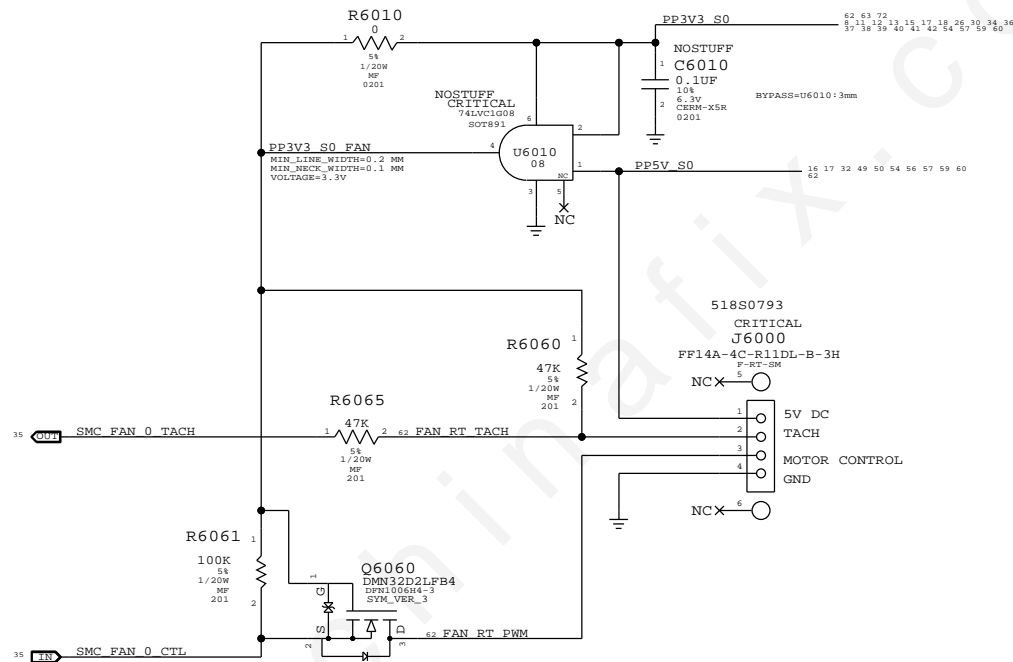 R6010
0
1 2
5%
1/20W
MF
0201
PP3V3_S0
62 63 72
8 11 12 13 15 17 18 26 30 34 36
37 38 39 40 41 42 54 57 59 60
NOSTUFF
C6010
0.1UF
10%
6.3V
CERM-X5R
0201
1
2
BYPASS=U6010:3mm
NOSTUFF
CRITICAL
74LVC1G08
SOT891
6
2
U6010
08
4
1
NC
3
5
NC
PP3V3_S0_FAN
MIN_LINE_WIDTH=0.2 MM
MIN_NECK_WIDTH=0.1 MM
VOLTAGE=3.3V
PP5V_S0
16 17 32 49 50 54 56 57 59 60
62
518S0793
CRITICAL
J6000
FF14A-4C-R11DL-B-3H
F-RT-SM
NC 5
1 5V DC
2 TACH
3 MOTOR CONTROL
4 GND
NC 6
R6060
1
47K
5%
1/20W
MF
201
2
R6065
47K
1 2
5%
1/20W
MF
201
35 OUT SMC_FAN_0_TACH
62 FAN_RT_TACH
R6061
1
100K
5%
1/20W
MF
201
2
Q6060
DMN32D2LFB4
DFN1006H4-3
SYM_VER_3
1 G
S 2
D 3
62 FAN_RT_PWM
35 IN SMC_FAN_0_CTL
chinafix.co